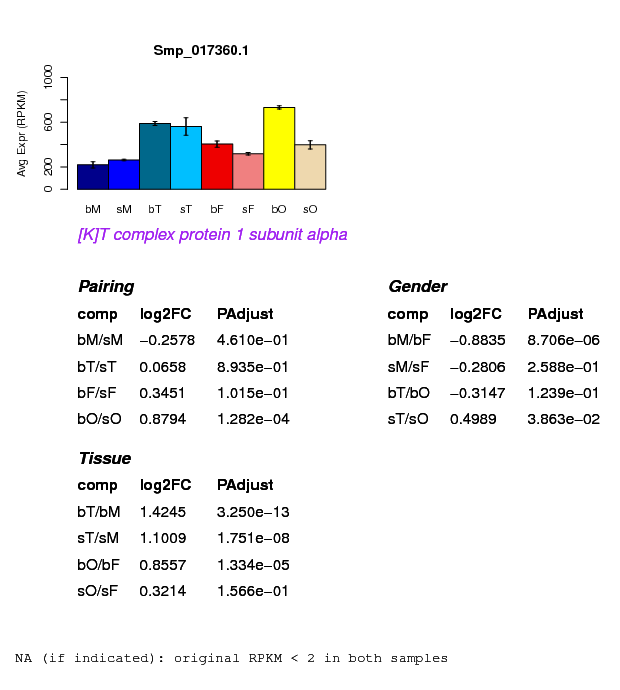 Smp_017360.1
Avg Expr (RPKM)
0 200 600 1000
bM sM bT sT bF sF bO sO
[K]T complex protein 1 subunit alpha
Pairing
comp log2FC PAdjust
bM/sM −0.2578 4.610e−01
bT/sT 0.0658 8.935e−01
bF/sF 0.3451 1.015e−01
bO/sO 0.8794 1.282e−04
Gender
comp log2FC PAdjust
bM/bF −0.8835 8.706e−06
sM/sF −0.2806 2.588e−01
bT/bO −0.3147 1.239e−01
sT/sO 0.4989 3.863e−02
Tissue
comp log2FC PAdjust
bT/bM 1.4245 3.250e−13
sT/sM 1.1009 1.751e−08
bO/bF 0.8557 1.334e−05
sO/sF 0.3214 1.566e−01
NA (if indicated): original RPKM < 2 in both samples